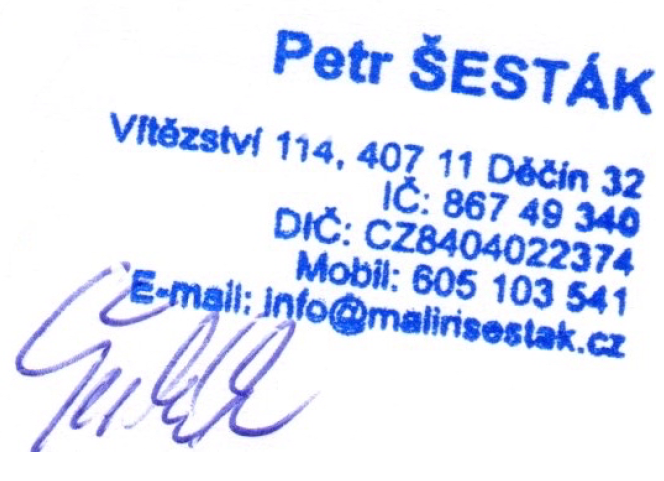 Petr ŠESTÁK
Vítězství 114, 407 11 Děčín 32
IČ: 867 49 340
DIČ: CZ8404022374
Mobil: 605 103 541
E-mail: info@malirisestak.cz